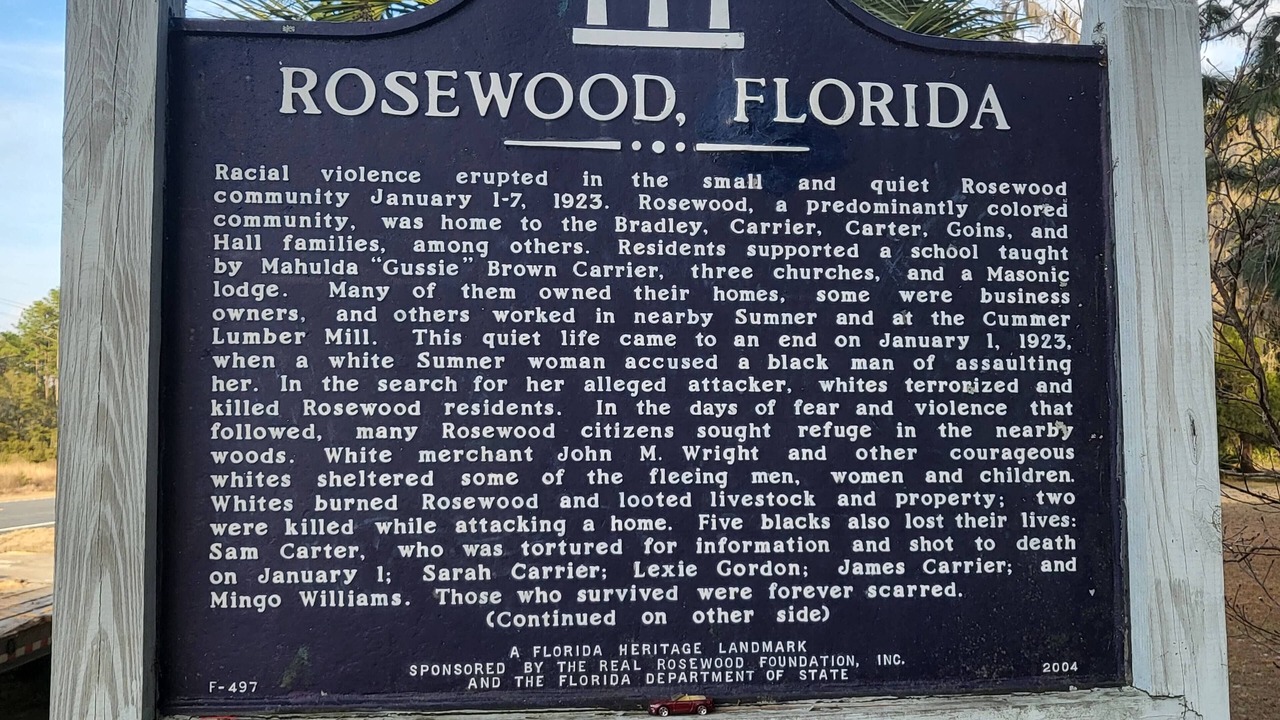 ROSEWOOD, FLORIDA
Racial violence erupted in the small and quiet Rosewood
community January 1-7, 1923. Rosewood, a predominantly colored
community, was home to the Bradley, Carrier, Carter, Goins, and
Hall families, among others. Residents supported a school taught
by Mahulda "Gussie" Brown Carrier, three churches, and a Masonic
lodge. Many of them owned their homes, some were business
owners, and others worked in nearby Sumner and at the Cummer
Lumber Mill. This quiet life came to an end on January 1, 1923,
when a white Sumner woman accused a black man of assaulting
her. In the search for her alleged attacker, whites terrorized and
killed Rosewood residents. In the days of fear and violence that
followed, many Rosewood citizens sought refuge in the nearby
woods. White merchant John M. Wright and other courageous
whites sheltered some of the fleeing men, women and children.
Whites burned Rosewood and looted livestock and property; two
were killed while attacking a home. Five blacks also lost their lives:
Sam Carter, who was tortured for information and shot to death
on January 1; Sarah Carrier; Lexie Gordon; James Carrier; and
Mingo Williams. Those who survived were forever scarred.
(Continued on other side)
A FLORIDA HERITAGE LANDMARK
SPONSORED BY THE REAL ROSEWOOD FOUNDATION, INC.
AND THE FLORIDA DEPARTMENT OF STATE
F-497
2004